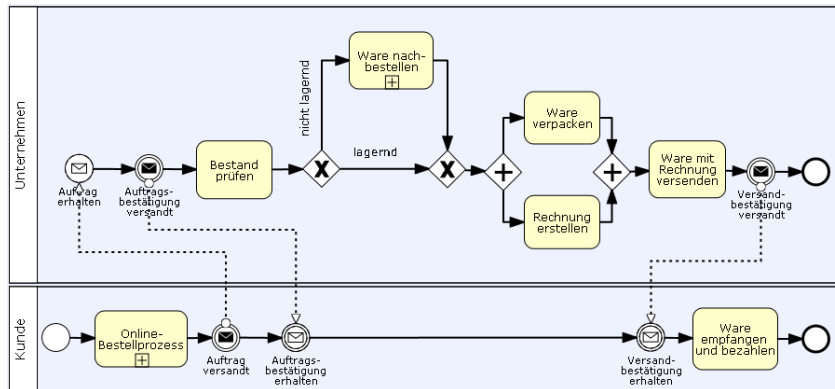 Unternehmen
Ware nach-
bestellen
nicht lagernd
lagernd
Ware
verpacken
Bestand
prüfen
Ware mit
Rechnung
versenden
Auftrag
erhalten
Auftrags-
bestätigung
versandt
Rechnung
erstellen
Versand-
bestätigung
versandt
Kunde
Online-
Bestellprozess
Auftrag
versandt
Auftrags-
bestätigung
erhalten
Versand-
bestätigung
erhalten
Ware
empfangen
und bezahlen